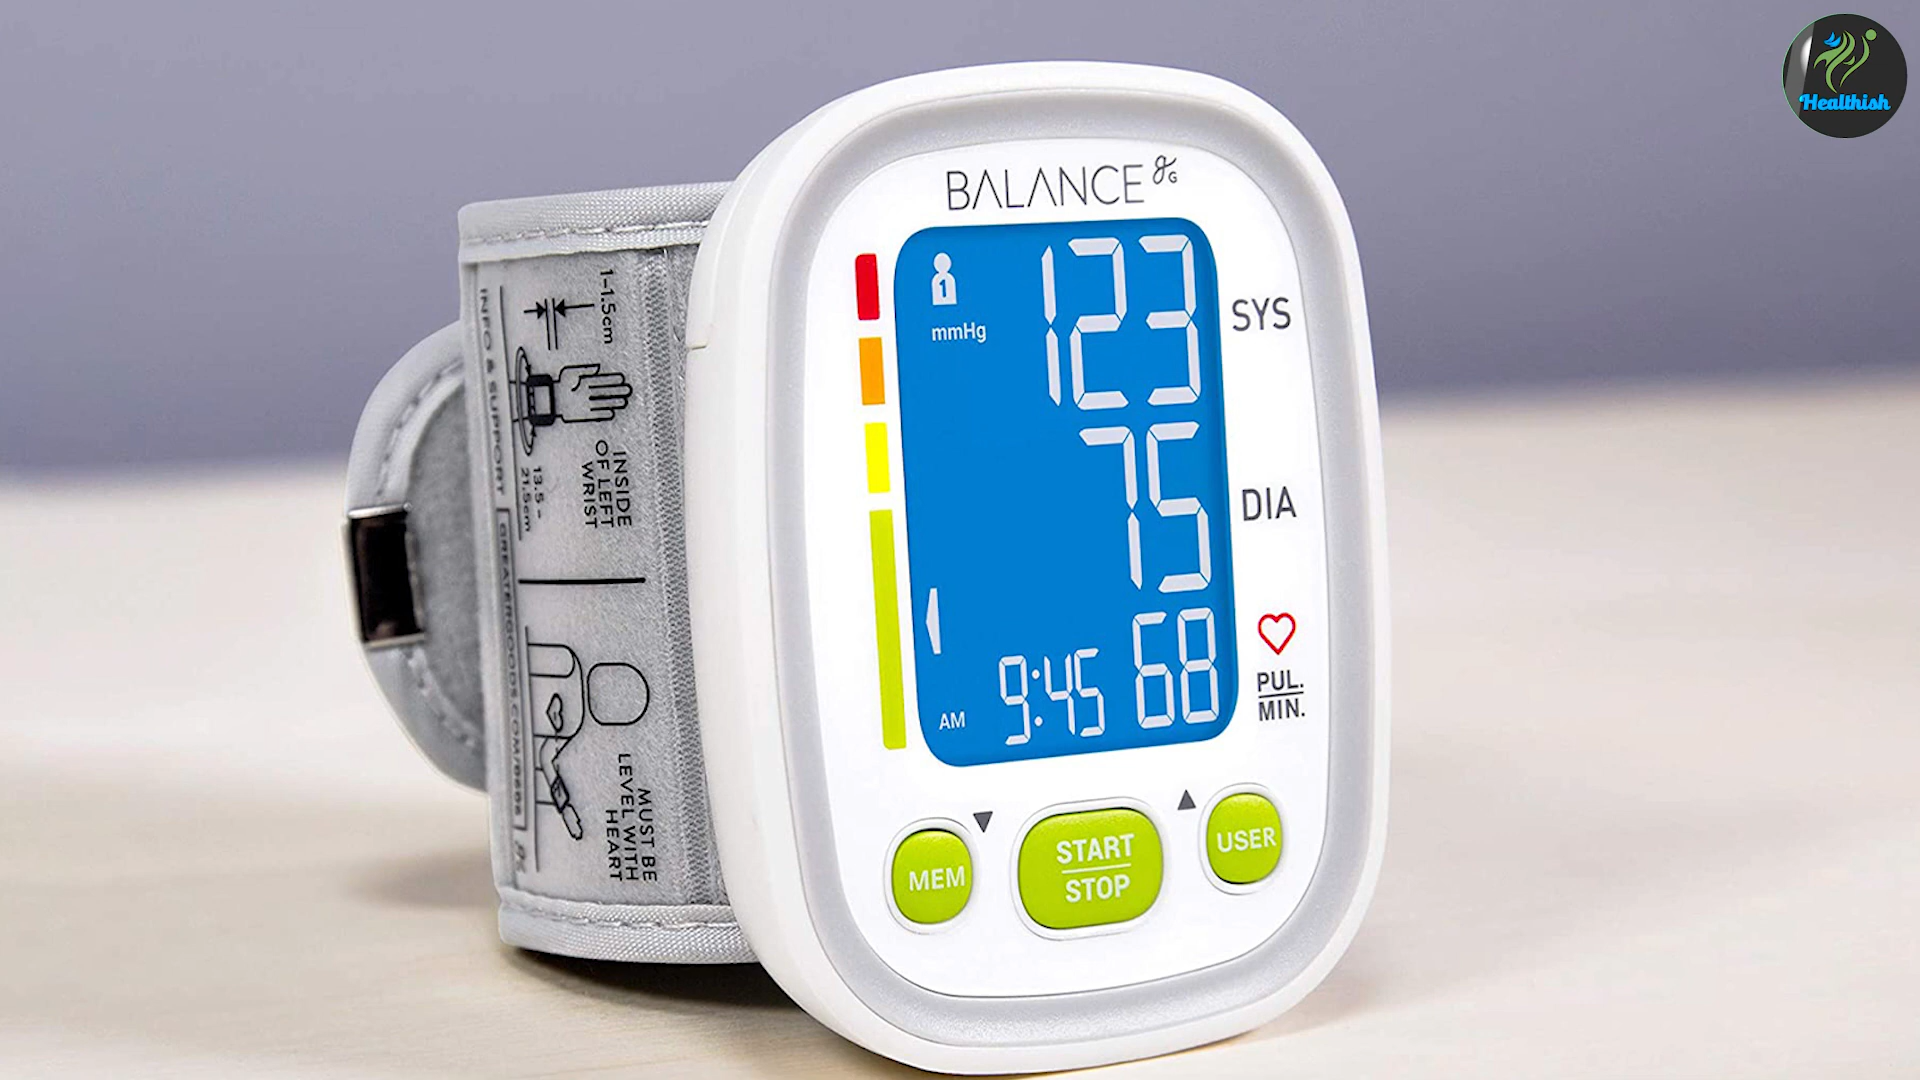 Healthish
BALANCE
1
mmHg
123
SYS
75
DIA
AM
9:45
68
PUL.
MIN.
MEM
START
STOP
USER
1-1.5cm
INSIDE
OF LEFT
WRIST
13.5 -
21.5cm
INFO & SUPPORT
MUST BE
LEVEL WITH
HEART